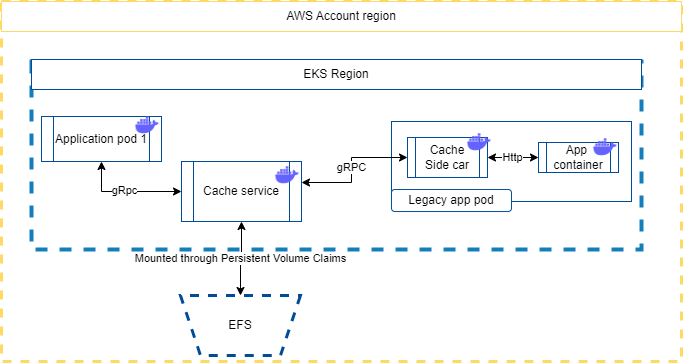 AWS Account region
EKS Region
Application pod 1
Cache
Side car
App
container
Http
gRPC
gRpc
Cache service
Legacy app pod
Mounted through Persistent Volume Claims
EFS